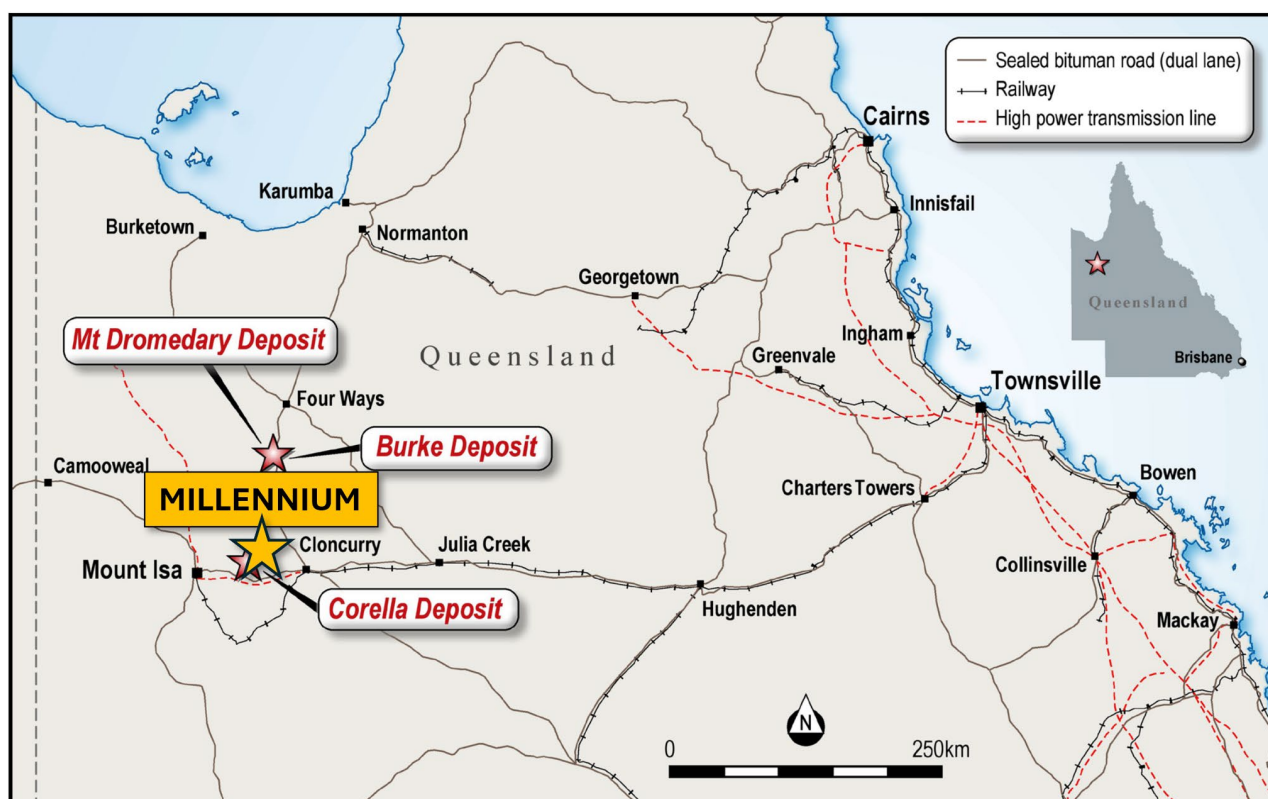 Sealed bituman road (dual lane)
Railway
High power transmission line
Cairns
Karumba
Innisfail
Burketown
Normanton
Georgetown
Mt Dromedary Deposit
Queensland
Ingham
Greenvale
Queensland
Brisbane
Townsville
Four Ways
Burke Deposit
Camooweal
MILLENNIUM
Charters Towers
Bowen
Cloncurry
Julia Creek
Mount Isa
Collinsville
Corella Deposit
Hughenden
Mackay
N
0
250km